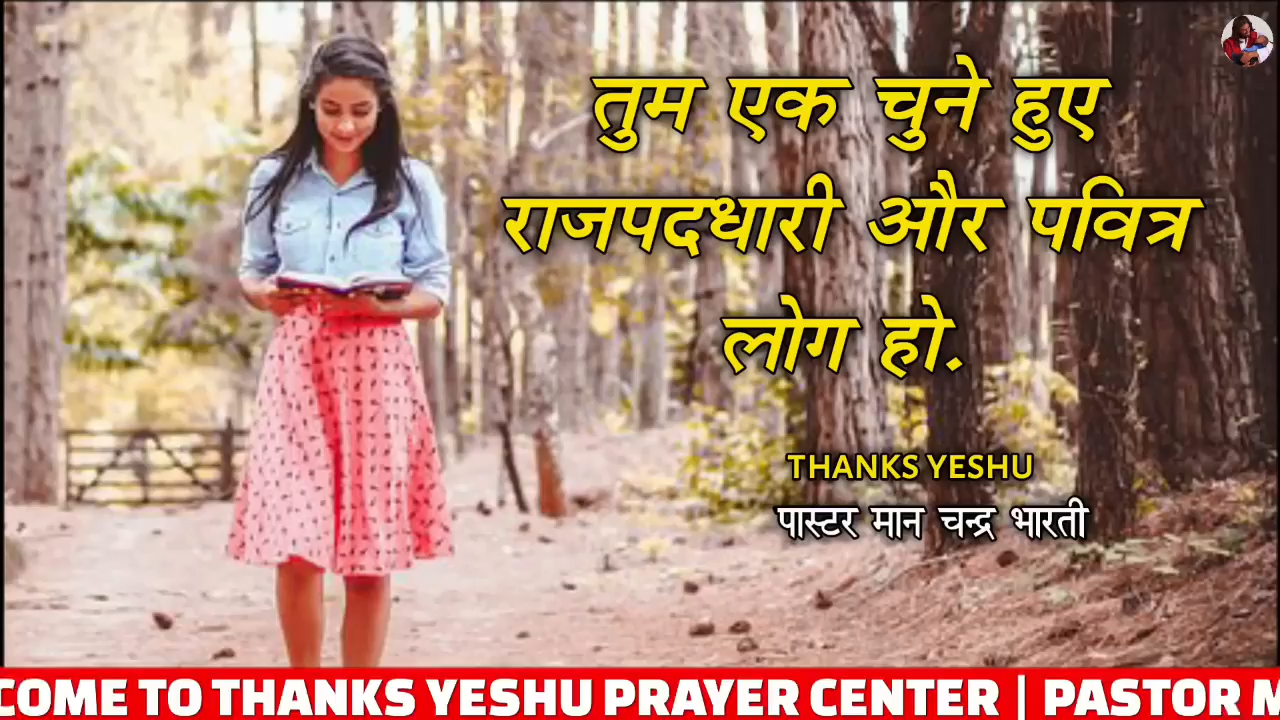 तुम एक चुने हुए
राजपदधारी और पवित्र
लोग हो.
THANKS YESHU
पास्टर मान चन्द्र भारती
COME TO THANKS YESHU PRAYER CENTER | PASTOR M